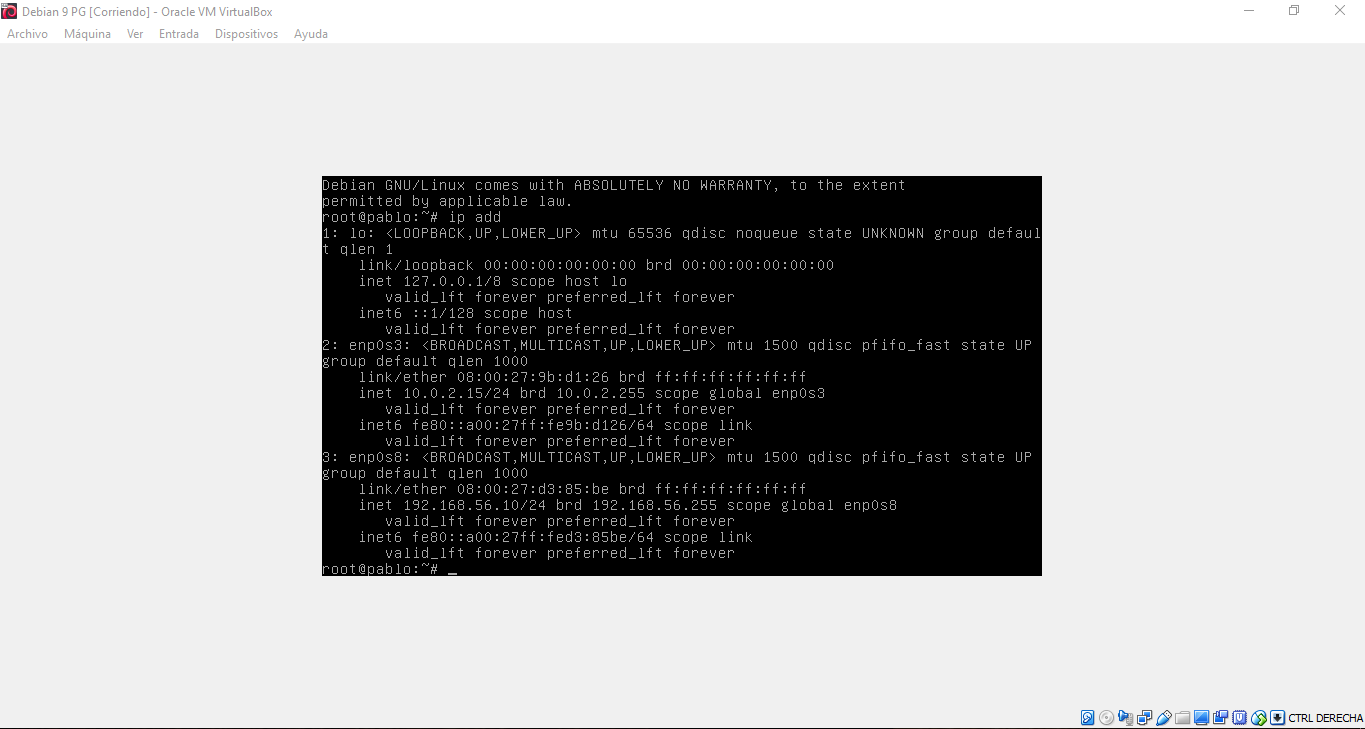 Debian 9 PG [Corriendo] - Oracle VM VirtualBox
Archivo Máquina Ver Entrada Dispositivos Ayuda
Debian GNU/Linux comes with ABSOLUTELY NO WARRANTY, to the extent
permitted by applicable law.
root@pablo:~# ip add
1: lo: <LOOPBACK,UP,LOWER_UP> mtu 65536 qdisc noqueue state UNKNOWN group defaul
t qlen 1
    link/loopback 00:00:00:00:00:00 brd 00:00:00:00:00:00
    inet 127.0.0.1/8 scope host lo
       valid_lft forever preferred_lft forever
    inet6 ::1/128 scope host
       valid_lft forever preferred_lft forever
2: enp0s3: <BROADCAST,MULTICAST,UP,LOWER_UP> mtu 1500 qdisc pfifo_fast state UP
group default qlen 1000
    link/ether 08:00:27:9b:d1:26 brd ff:ff:ff:ff:ff:ff
    inet 10.0.2.15/24 brd 10.0.2.255 scope global enp0s3
       valid_lft forever preferred_lft forever
    inet6 fe80::a00:27ff:fe9b:d126/64 scope link
       valid_lft forever preferred_lft forever
3: enp0s8: <BROADCAST,MULTICAST,UP,LOWER_UP> mtu 1500 qdisc pfifo_fast state UP
group default qlen 1000
    link/ether 08:00:27:d3:85:be brd ff:ff:ff:ff:ff:ff
    inet 192.168.56.10/24 brd 192.168.56.255 scope global enp0s8
       valid_lft forever preferred_lft forever
    inet6 fe80::a00:27ff:fed3:85be/64 scope link
       valid_lft forever preferred_lft forever
root@pablo:~# _
CTRL DERECHA